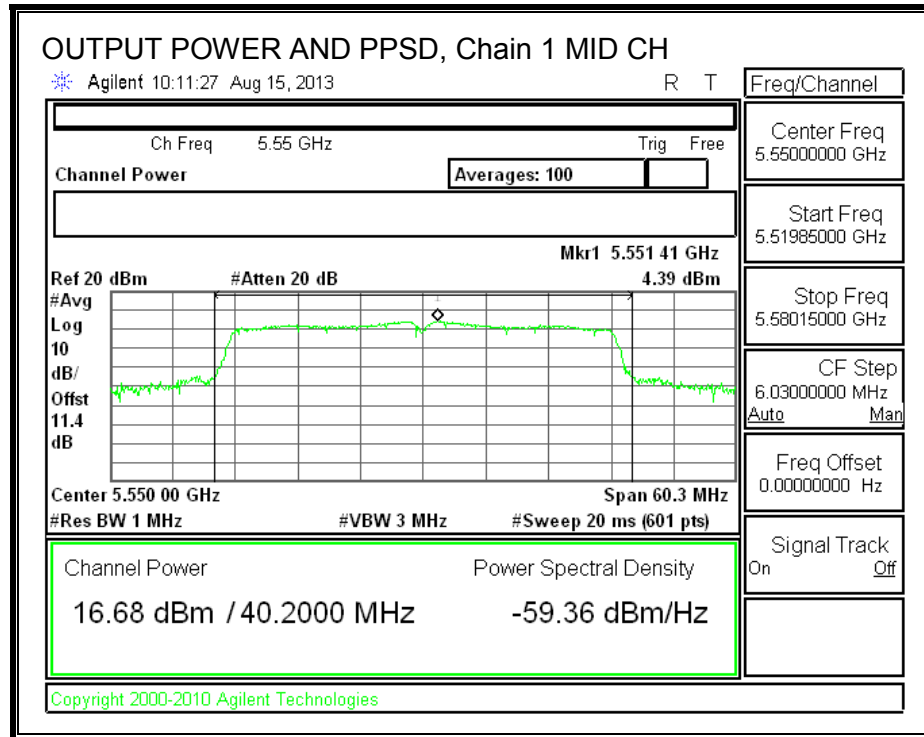 OUTPUT POWER AND PPSD, Chain 1 MID CH
Agilent 10:11:27 Aug 15, 2013 R T
Ch Freq 5.55 GHz Trig Free
Channel Power Averages: 100
Mkr1 5.551 41 GHz
Ref 20 dBm #Atten 20 dB 4.39 dBm
#Avg
Log
10
dB/
Offst
11.4
dB
1
Center 5.550 00 GHz Span 60.3 MHz
#Res BW 1 MHz #VBW 3 MHz #Sweep 20 ms (601 pts)
Channel Power Power Spectral Density
16.68 dBm / 40.2000 MHz -59.36 dBm/Hz
Copyright 2000-2010 Agilent Technologies
Freq/Channel
Center Freq
5.55000000 GHz
Start Freq
5.51985000 GHz
Stop Freq
5.58015000 GHz
CF Step
6.03000000 MHz
Auto Man
Freq Offset
0.00000000 Hz
Signal Track
On Off